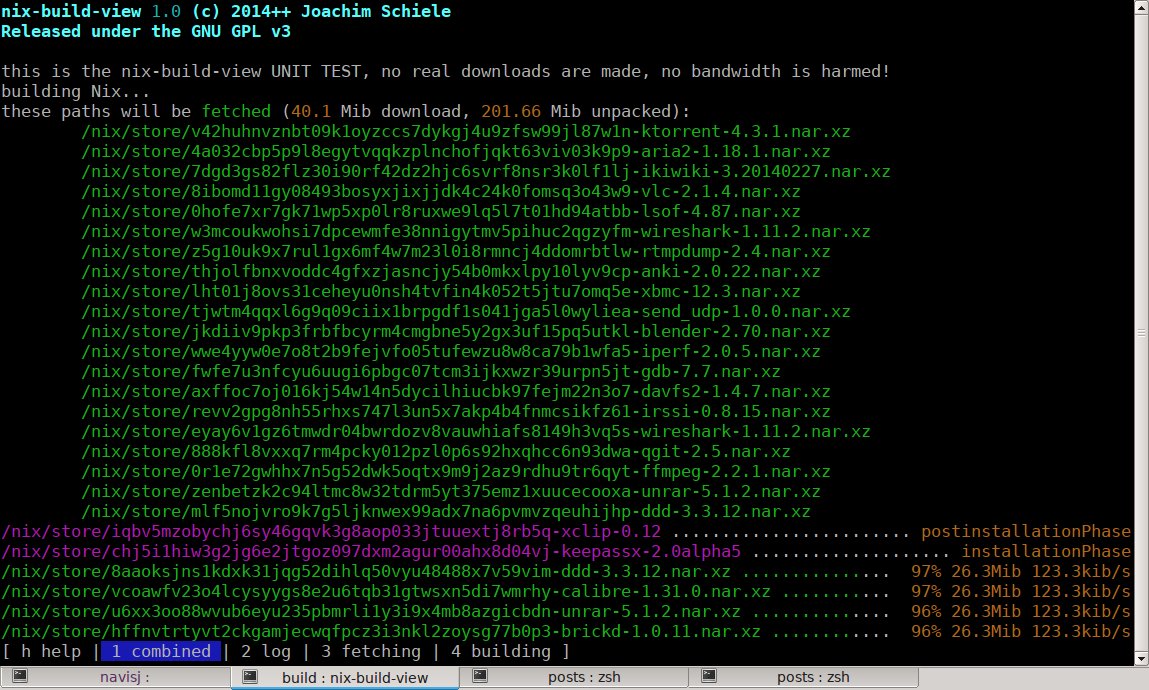 nix-build-view 1.0 (c) 2014++ Joachim Schiele
Released under the GNU GPL v3
this is the nix-build-view UNIT TEST, no real downloads are made, no bandwidth is harmed!
building Nix...
these paths will be fetched (40.1 Mib download, 201.66 Mib unpacked):
/nix/store/v42huhnvznbt09k1oyzccs7dykgj4u9zfsw99jl87w1n-ktorrent-4.3.1.nar.xz
/nix/store/4a032cbp5p9l8egytvqqkzplnchofjqkt63viv03k9p9-aria2-1.18.1.nar.xz
/nix/store/7dgd3gs82flz30i90rf42dz2hjc6svrf8nsr3k0lf1lj-ikiwiki-3.20140227.nar.xz
/nix/store/8ibomd11gy08493bosyxjixjjdk4c24k0fomsq3o43w9-vlc-2.1.4.nar.xz
/nix/store/0hofe7xr7gk71wp5xp0lr8ruxwe9lq5l7t01hd94atbb-lsof-4.87.nar.xz
/nix/store/w3mcoukwohsi7dpcewmfe38nnigytmv5pihuc2qgzyfm-wireshark-1.11.2.nar.xz
/nix/store/z5g10uk9x7rul1gx6mf4w7m23l0i8rmncj4ddomrbtlw-rtmpdump-2.4.nar.xz
/nix/store/thjolfbnxvoddc4gfxzjasncjy54b0mkxlpy10lyv9cp-anki-2.0.22.nar.xz
/nix/store/lht01j8ovs31ceheyu0nsh4tvfin4k052t5jtu7omq5e-xbmc-12.3.nar.xz
/nix/store/tjwtm4qqxl6g9q09ciix1brpgdf1s041jga5l0wyliea-send_udp-1.0.0.nar.xz
/nix/store/jkdiiv9pkp3frbfbcyrm4cmgbne5y2gx3uf15pq5utkl-blender-2.70.nar.xz
/nix/store/wwe4yyw0e7o8t2b9fejvfo05tufewzu8w8ca79b1wfa5-iperf-2.0.5.nar.xz
/nix/store/fwfe7u3nfcyu6uugi6pbgc07tcm3ijkxwzr39urpn5jt-gdb-7.7.nar.xz
/nix/store/axffoc7oj016kj54w14n5dycilhiucbk97fejm22n3o7-davfs2-1.4.7.nar.xz
/nix/store/revv2gpg8nh55rhxs747l3un5x7akp4b4fnmcsikfz61-irssi-0.8.15.nar.xz
/nix/store/eyay6v1gz6tmwdr04bwrdozv8vauwhiafs8149h3vq5s-wireshark-1.11.2.nar.xz
/nix/store/888kfl8vxxq7rm4pcky012pzl0p6s92hxqhcc6n93dwa-qgit-2.5.nar.xz
/nix/store/0r1e72gwhhx7n5g52dwk5oqtx9m9j2az9rdhu9tr6qyt-ffmpeg-2.2.1.nar.xz
/nix/store/zenbetzk2c94ltmc8w32tdrm5yt375emz1xuucecooxa-unrar-5.1.2.nar.xz
/nix/store/mlf5nojvro9k7g5ljknwex99adx7na6pvmvzqeuhijhp-ddd-3.3.12.nar.xz
/nix/store/iqbv5mzobychj6sy46gqvk3g8aop033jtuuextj8rb5q-xclip-0.12 ........................ postinstallationPhase
/nix/store/chj5i1hiw3g2jg6e2jtgoz097dxm2aqur00ahx8d04vj-keepassx-2.0alpha5 .................... installationPhase
/nix/store/8aaoksjns1kdxk31jqg52dihlq50vyu48488x7v59vim-ddd-3.3.12.nar.xz ............... 97% 26.3Mib 123.3kib/s
/nix/store/vcoawfv23o4lcysyygs8e2u6tqb31gtwsxn5di7wmrhy-calibre-1.31.0.nar.xz ........... 97% 26.3Mib 123.3kib/s
/nix/store/u6xx3oo88wvub6eyu235pbmrli1y3i9x4mb8azgicbdn-unrar-5.1.2.nar.xz .............. 96% 26.3Mib 123.3kib/s
/nix/store/hffnvtrtyvt2ckgamjecwqfpcz3i3nkl2zoysg77b0p3-brickd-1.0.11.nar.xz ............ 96% 26.3Mib 123.3kib/s
[ h help | 1 combined | 2 log | 3 fetching | 4 building ]
navisj : build : nix-build-view posts : zsh posts : zsh